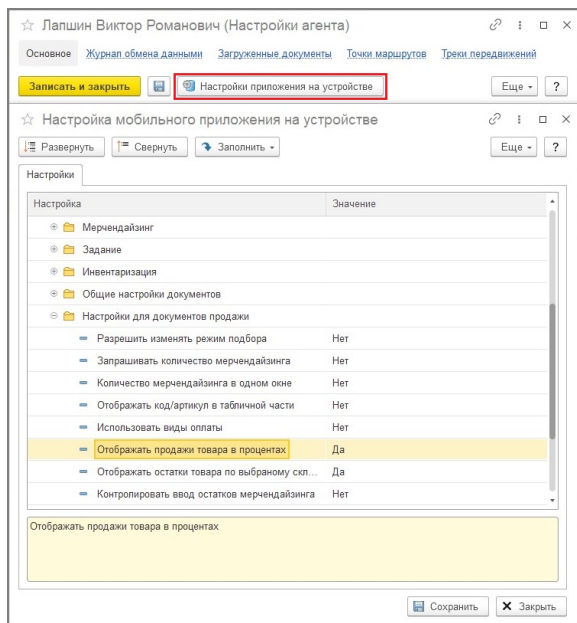 Лапшин Виктор Романович (Настройки агента)
Основное Журнал обмена данными Загруженные документы Точки маршрутов Треки передвижений
Записать и закрыть Настройки приложения на устройстве Еще ?
Настройка мобильного приложения на устройстве
Развернуть Свернуть Заполнить Еще ?
Настройки
Настройка Значение
Мерчендайзинг
Задание
Инвентаризация
Общие настройки документов
Настройки для документов продажи
Разрешить изменять режим подбора Нет
Запрашивать количество мерчендайзинга Нет
Количество мерчендайзинга в одном окне Нет
Отображать код/артикул в табличной части Нет
Использовать виды оплаты Нет
Отображать продажи товара в процентах Да
Отображать остатки товара по выбраному скл... Да
Контролировать ввод остатков мерчендайзинга Нет
Отображать продажи товара в процентах
Сохранить Закрыть